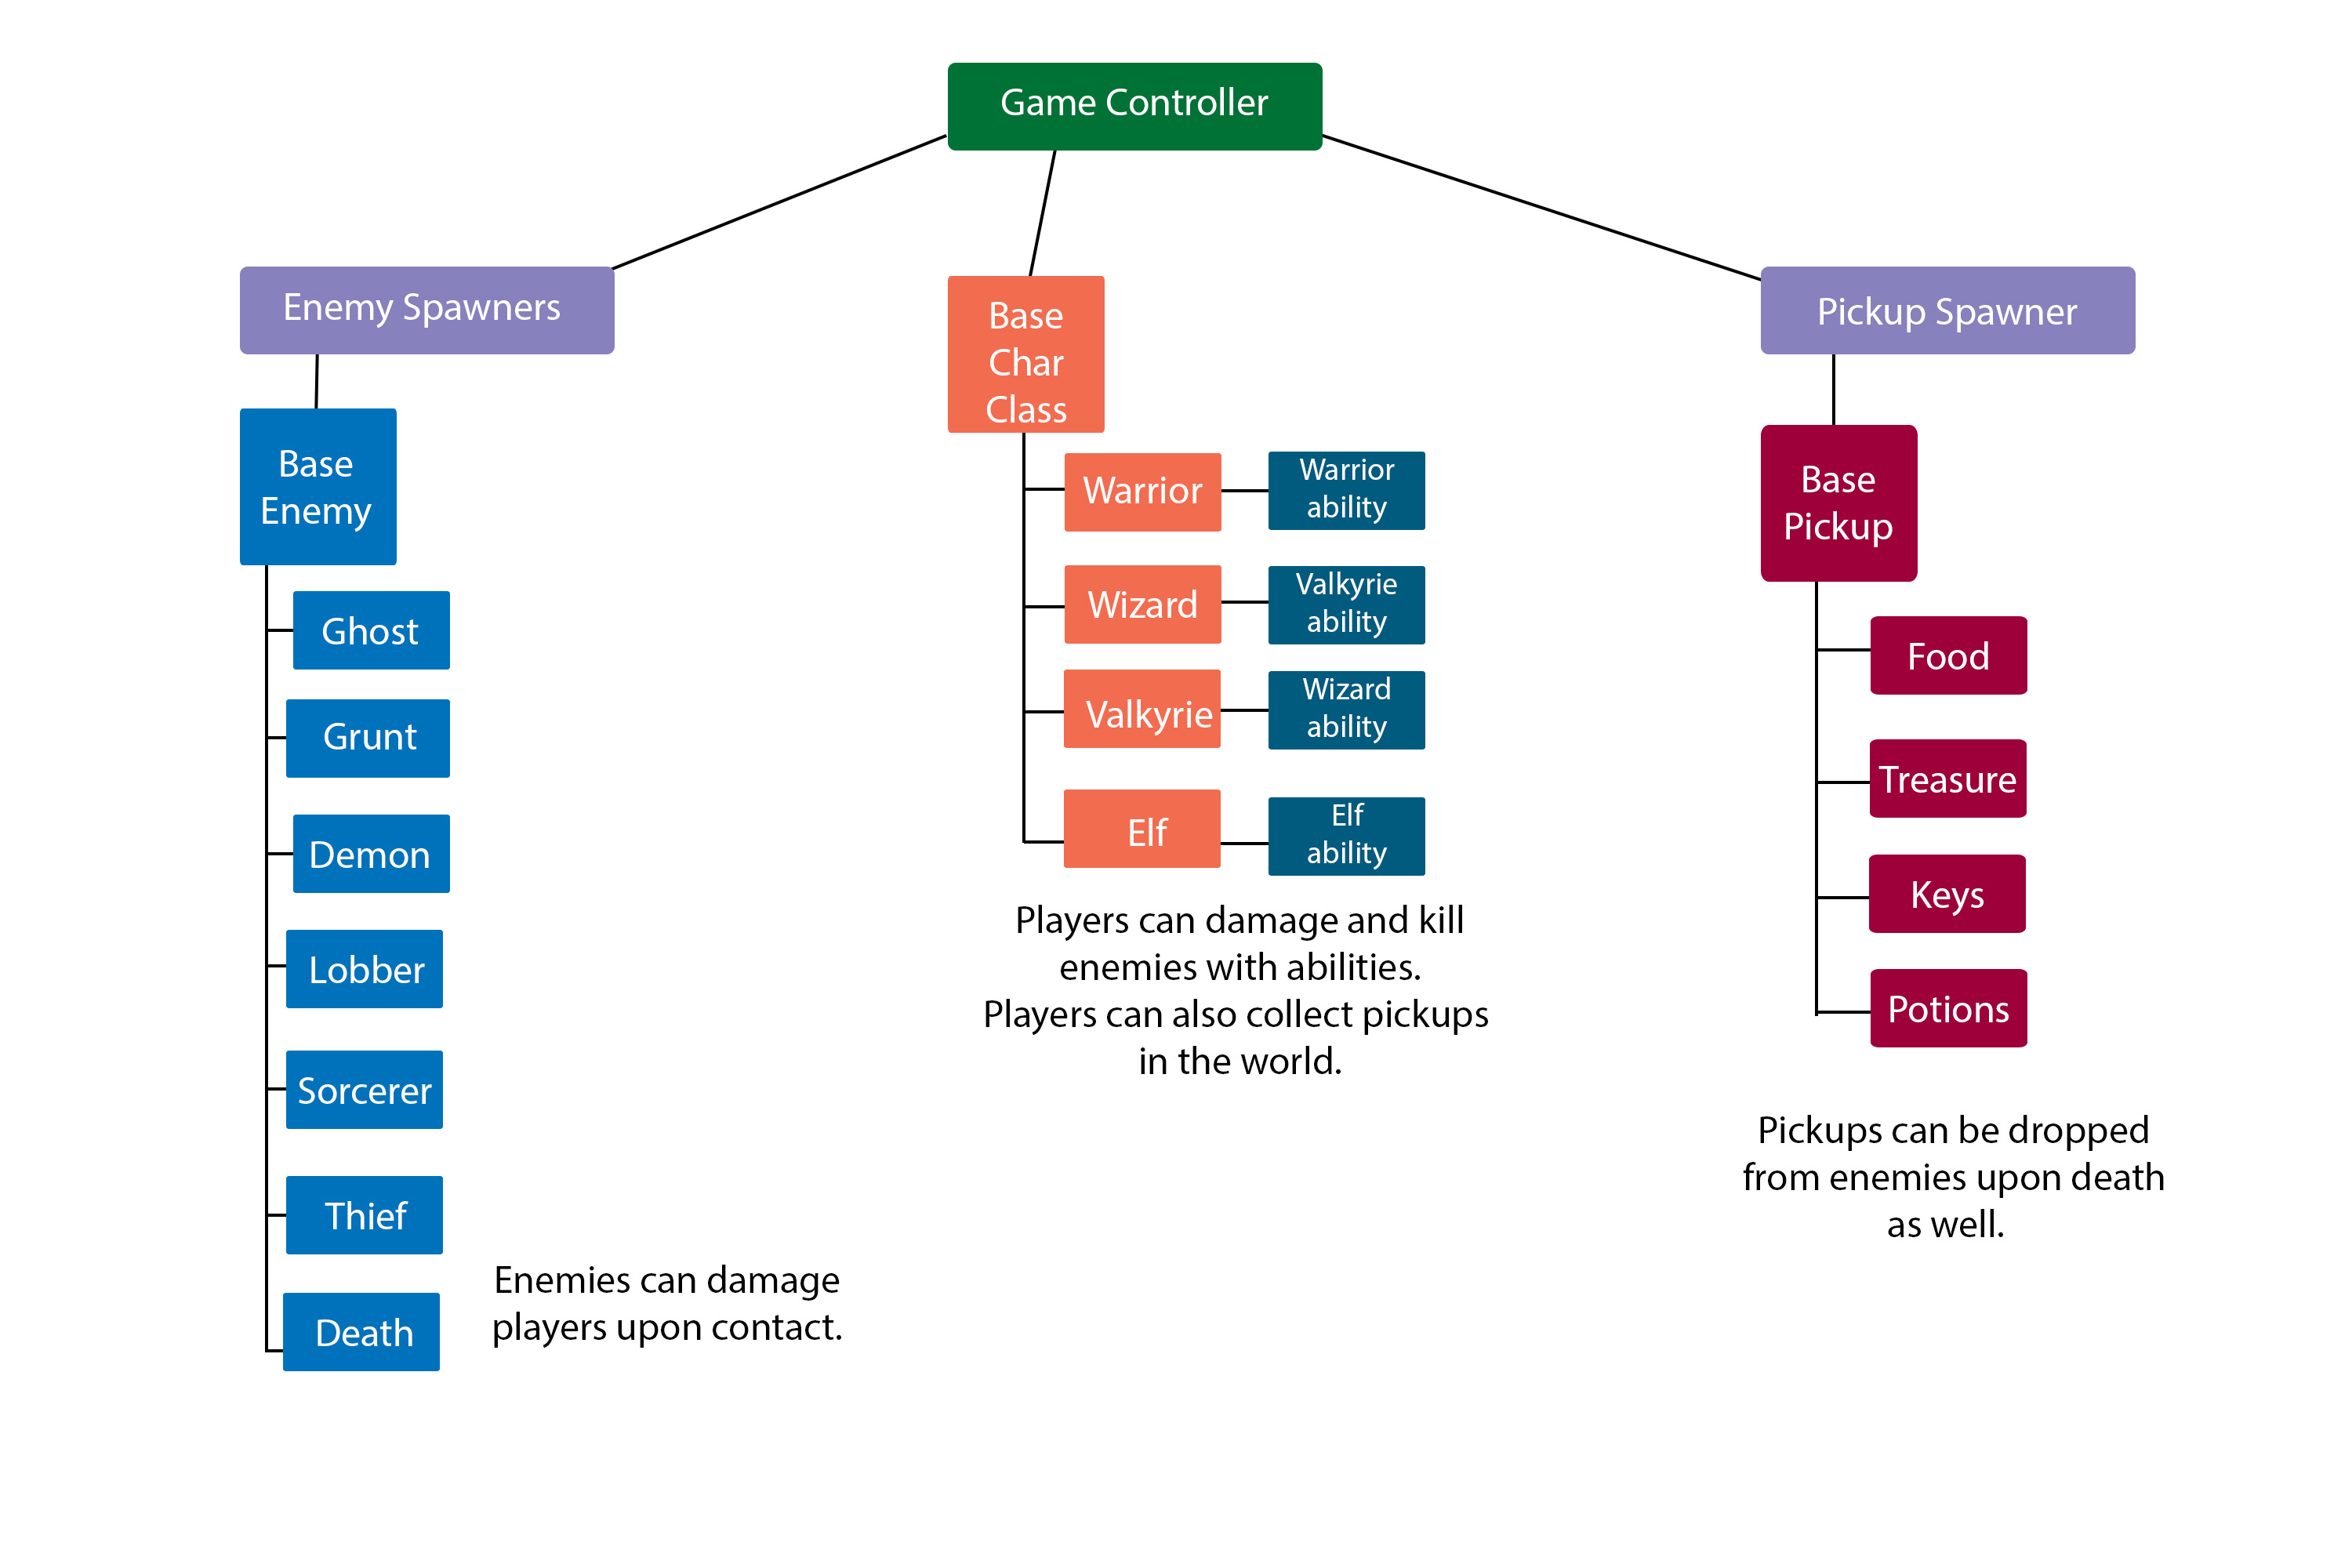 Game Controller
Enemy Spawners
Base
Enemy
Ghost
Grunt
Demon
Lobber
Sorcerer
Thief
Death
Enemies can damage
players upon contact.
Base
Char
Class
Warrior
Warrior
ability
Wizard
Valkyrie
ability
Valkyrie
Wizard
ability
Elf
Elf
ability
Players can damage and kill
enemies with abilities.
Players can also collect pickups
in the world.
Pickup Spawner
Base
Pickup
Food
Treasure
Keys
Potions
Pickups can be dropped
from enemies upon death
as well.